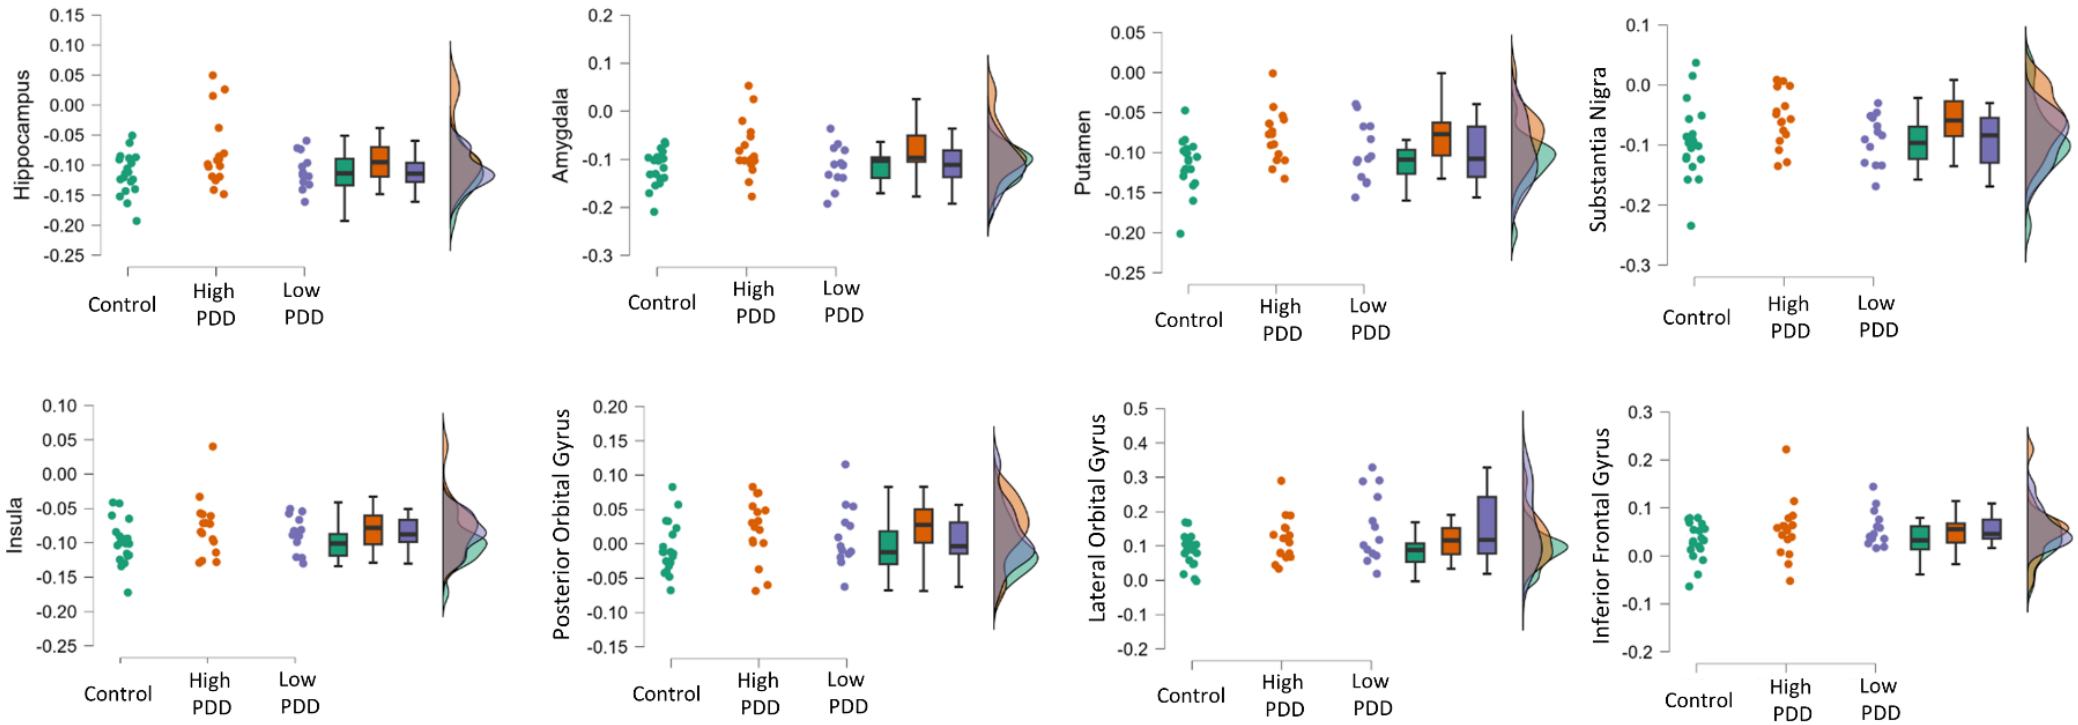 Hippocampus
0.15
0.10
0.05
0.00
-0.05
-0.10
-0.15
-0.20
-0.25
Control
High
PDD
Low
PDD
Amygdala
0.2
0.1
0.0
-0.1
-0.2
-0.3
Control
High
PDD
Low
PDD
Putamen
0.05
0.00
-0.05
-0.10
-0.15
-0.20
-0.25
Control
High
PDD
Low
PDD
Substantia Nigra
0.1
0.0
-0.1
-0.2
-0.3
Control
High
PDD
Low
PDD
Insula
0.10
0.05
0.00
-0.05
-0.10
-0.15
-0.20
-0.25
Control
High
PDD
Low
PDD
Posterior Orbital Gyrus
0.20
0.15
0.10
0.05
0.00
-0.05
-0.10
-0.15
Control
High
PDD
Low
PDD
Lateral Orbital Gyrus
0.5
0.4
0.3
0.2
0.1
0.0
-0.1
-0.2
Control
High
PDD
Low
PDD
Inferior Frontal Gyrus
0.3
0.2
0.1
0.0
-0.1
-0.2
Control
High
PDD
Low
PDD